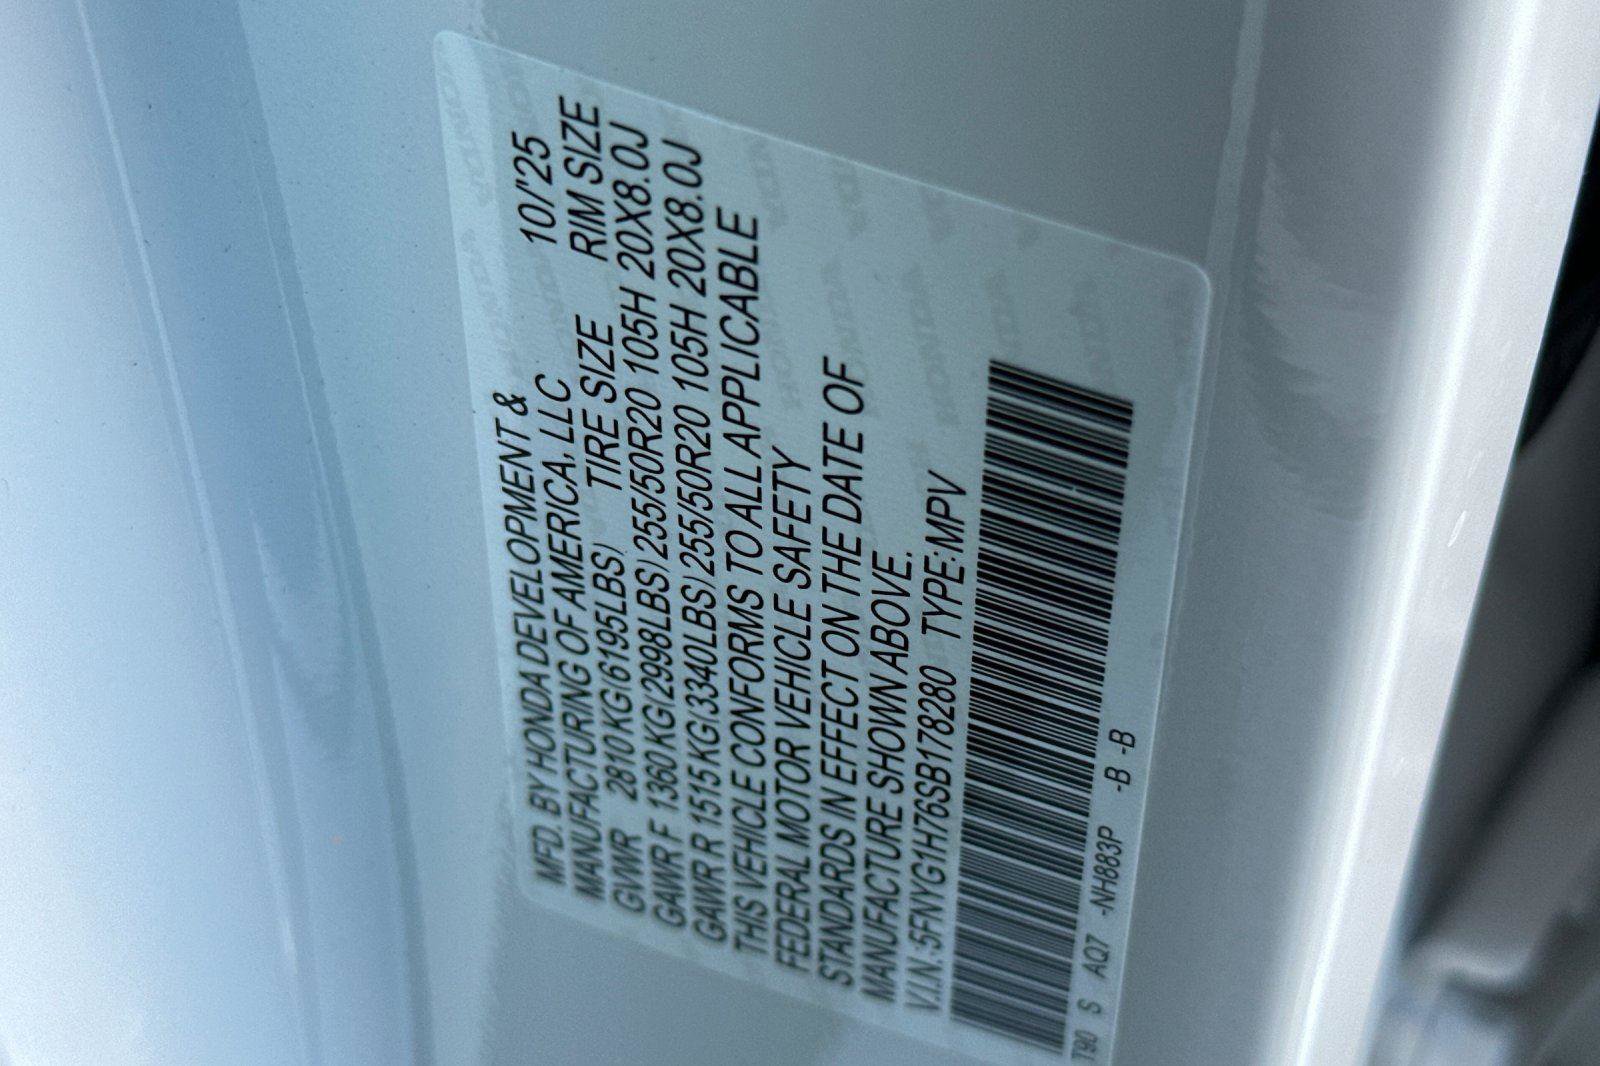 MFD. BY HONDA DEVELOPMENT &
MANUFACTURING OF AMERICA, LLC 10/'25
GVWR 2810 KG (6195LBS) TIRE SIZE RIM SIZE
GAWR F 1360 KG (2998LBS) 255/50R20 105H 20X8.0J
GAWR R 1515 KG (3340LBS) 255/50R20 105H 20X8.0J
THIS VEHICLE CONFORMS TO ALL APPLICABLE
FEDERAL MOTOR VEHICLE SAFETY
STANDARDS IN EFFECT ON THE DATE OF
MANUFACTURE SHOWN ABOVE.
V.I.N.:5FNYG1H76SB178280 TYPE:MPV
T90 S AQ7 -NH883P -B -B